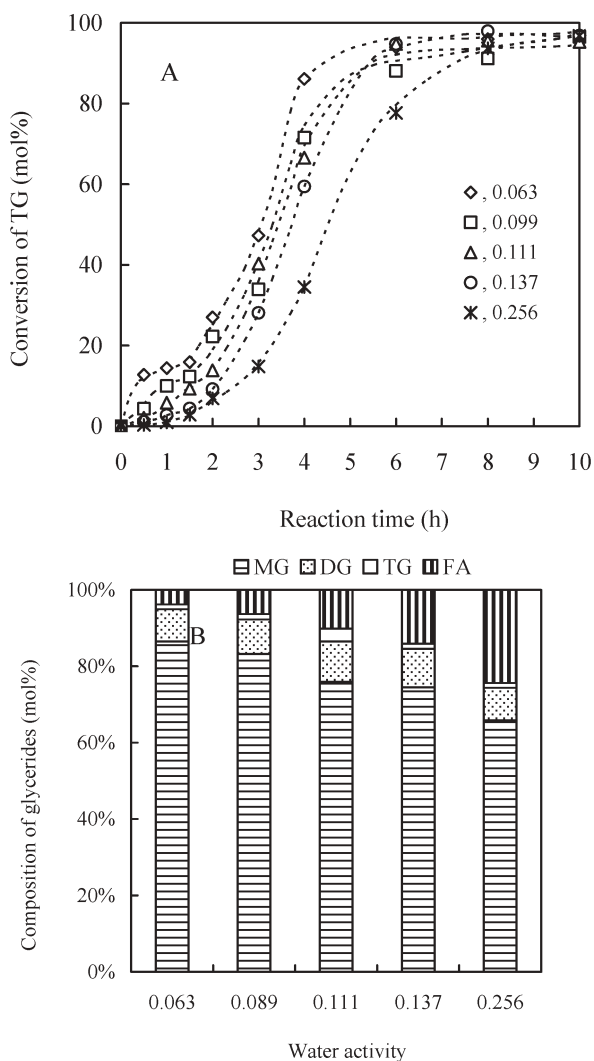 100
80
60
40
20
0
Conversion of TG (mol%)
A
, 0.063
, 0.099
, 0.111
, 0.137
, 0.256
0 1 2 3 4 5 6 7 8 9 10
Reaction time (h)
MG DG TG FA
100%
80%
60%
40%
20%
0%
Composition of glycerides (mol%)
B
0.063 0.089 0.111 0.137 0.256
Water activity